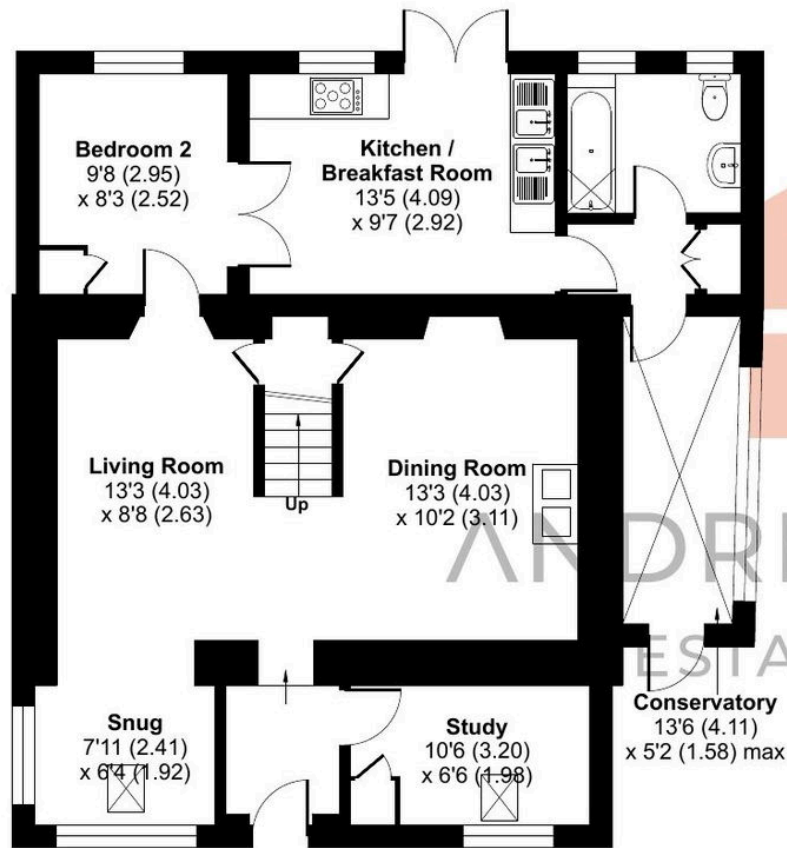 Bedroom 2
9'8 (2.95)
x 8'3 (2.52)
Kitchen /
Breakfast Room
13'5 (4.09)
x 9'7 (2.92)
Living Room
13'3 (4.03)
x 8'8 (2.63)
Up
Dining Room
13'3 (4.03)
x 10'2 (3.11)
Snug
7'11 (2.41)
x 6'4 (1.92)
Study
10'6 (3.20)
x 6'6 (1.98)
Conservatory
13'6 (4.11)
x 5'2 (1.58) max